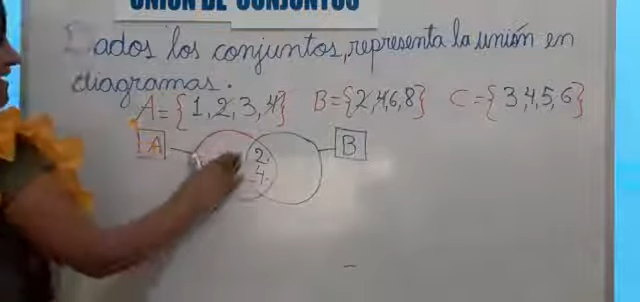 UNIÓN DE CONJUNTOS
Dados los conjuntos, representa la unión en
diagramas.
A={1,2,3,4} B={2,4,6,8} C={3,4,5,6}
A 2. B
4.